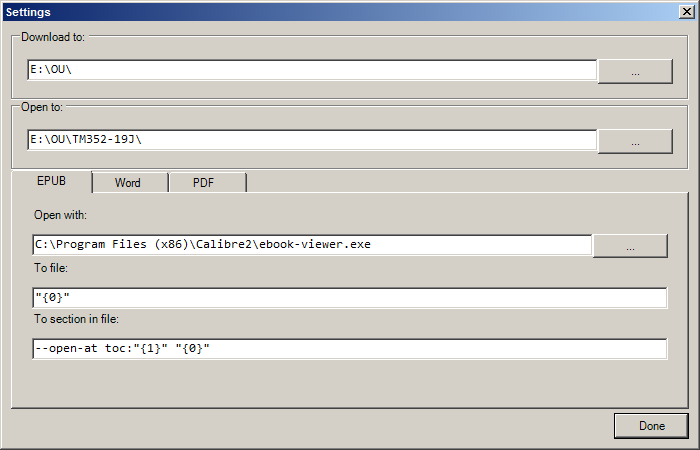 Settings
Download to:
E:\OU\
...
Open to:
E:\OU\TM352-19J\
...
EPUB Word PDF
Open with:
C:\Program Files (x86)\Calibre2\ebook-viewer.exe
...
To file:
"{0}"
To section in file:
--open-at toc:"{1}" "{0}"
Done